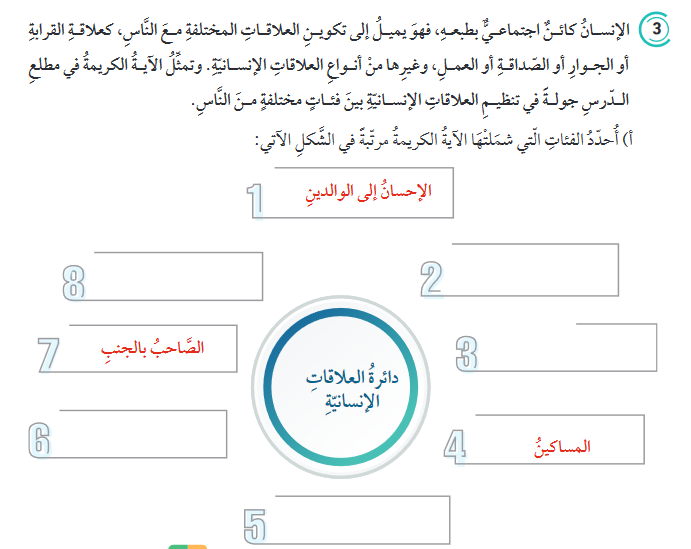 3 الإنسانُ كائنٌ اجتماعيٌّ بطبعهِ، فهوَ يميلُ إلى تكوينِ العلاقاتِ المختلفةِ معَ النَّاسِ، كعلاقةِ القرابةِ
أو الجوارِ أو الصّداقةِ أو العملِ، وغيرِها منْ أنواعِ العلاقاتِ الإنسانيّةِ. وتمثِّلُ الآيةُ الكريمةُ في مطلعِ
الدّرسِ جولةً في تنظيمِ العلاقاتِ الإنسانيّةِ بينَ فئاتٍ مختلفةٍ منَ النَّاسِ.
أ) أُحدّدُ الفئاتِ الّتي شملَتْهَا الآيةُ الكريمةُ مرتّبةً في الشَّكلِ الآتي:
1 الإحسانُ إلى الوالدينِ
2
8
3
7 الصَّاحبُ بالجنبِ
دائرةُ العلاقاتِ
الإنسانيّةِ
4 المساكينُ
6
5